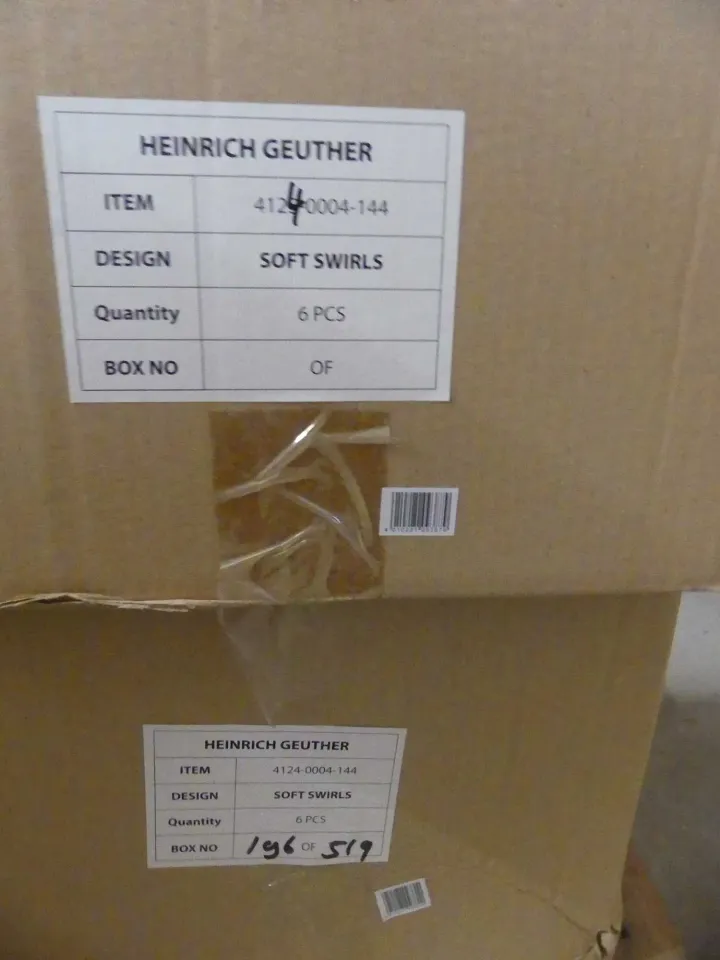 HEINRICH GEUTHER
ITEM 4124-0004-144
DESIGN SOFT SWIRLS
Quantity 6 PCS
BOX NO OF
HEINRICH GEUTHER
ITEM 4124-0004-144
DESIGN SOFT SWIRLS
Quantity 6 PCS
BOX NO 196 OF 519